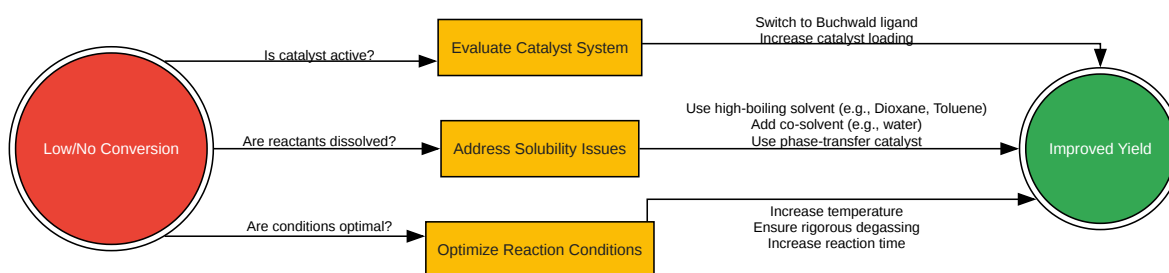 Low/No Conversion
Is catalyst active?
Evaluate Catalyst System
Switch to Buchwald ligand
Increase catalyst loading
Are reactants dissolved?
Address Solubility Issues
Use high-boiling solvent (e.g., Dioxane, Toluene)
Add co-solvent (e.g., water)
Use phase-transfer catalyst
Are conditions optimal?
Optimize Reaction Conditions
Increase temperature
Ensure rigorous degassing
Increase reaction time
Improved Yield